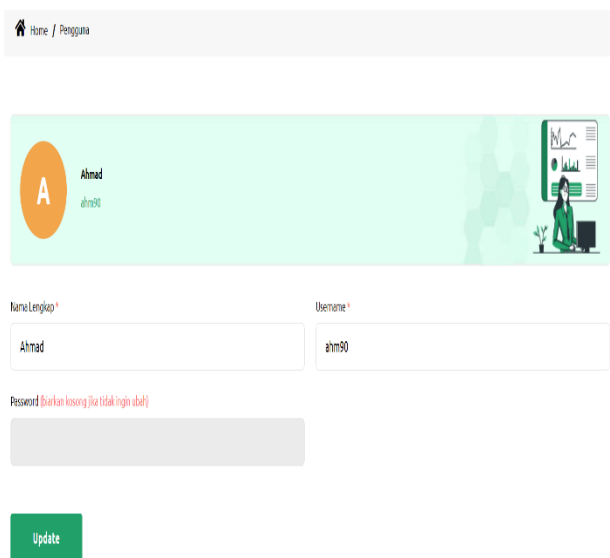 Home / Pengguna
A
Ahmad
ahm90
Nama Lengkap *
Username *
Ahmad
ahm90
Password (biarkan kosong jika tidak ingin ubah)
Update